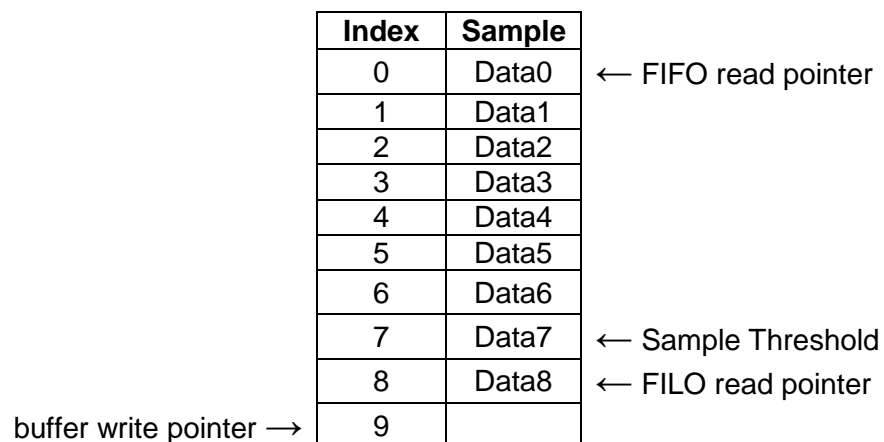 Index Sample
0 Data0 ← FIFO read pointer
1 Data1
2 Data2
3 Data3
4 Data4
5 Data5
6 Data6
7 Data7 ← Sample Threshold
8 Data8 ← FILO read pointer
buffer write pointer → 9